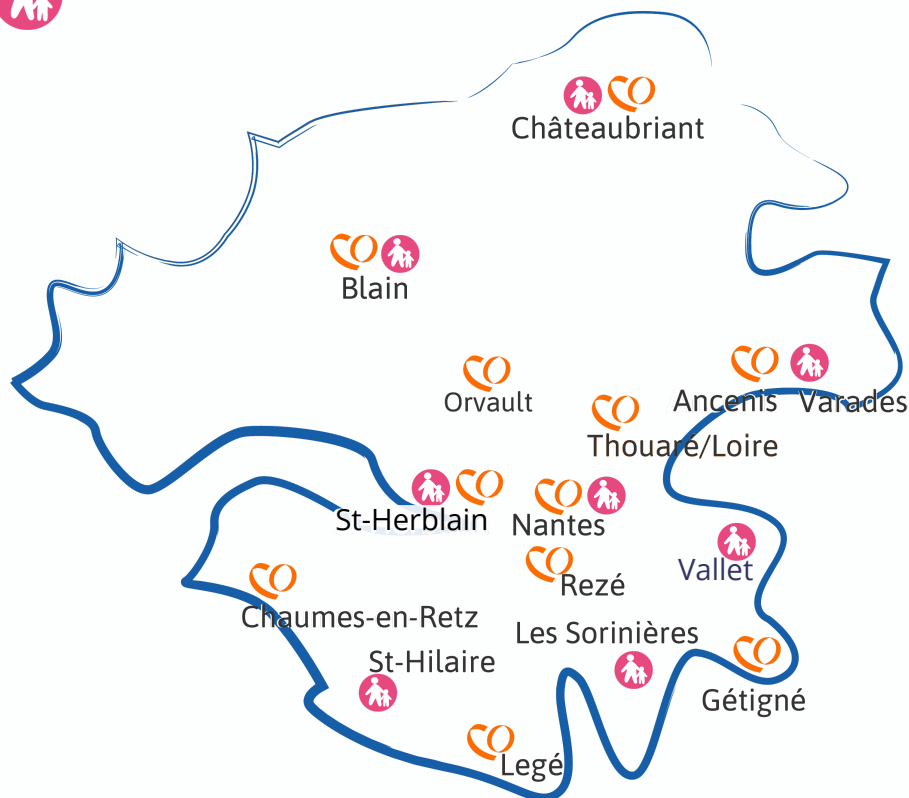 Châteaubriant
Blain
Orvault
Ancenis
Varades
Thouaré/Loire
St-Herblain
Nantes
Vallet
Rezé
Chaumes-en-Retz
Les Sorinières
St-Hilaire
Gétigné
Legé